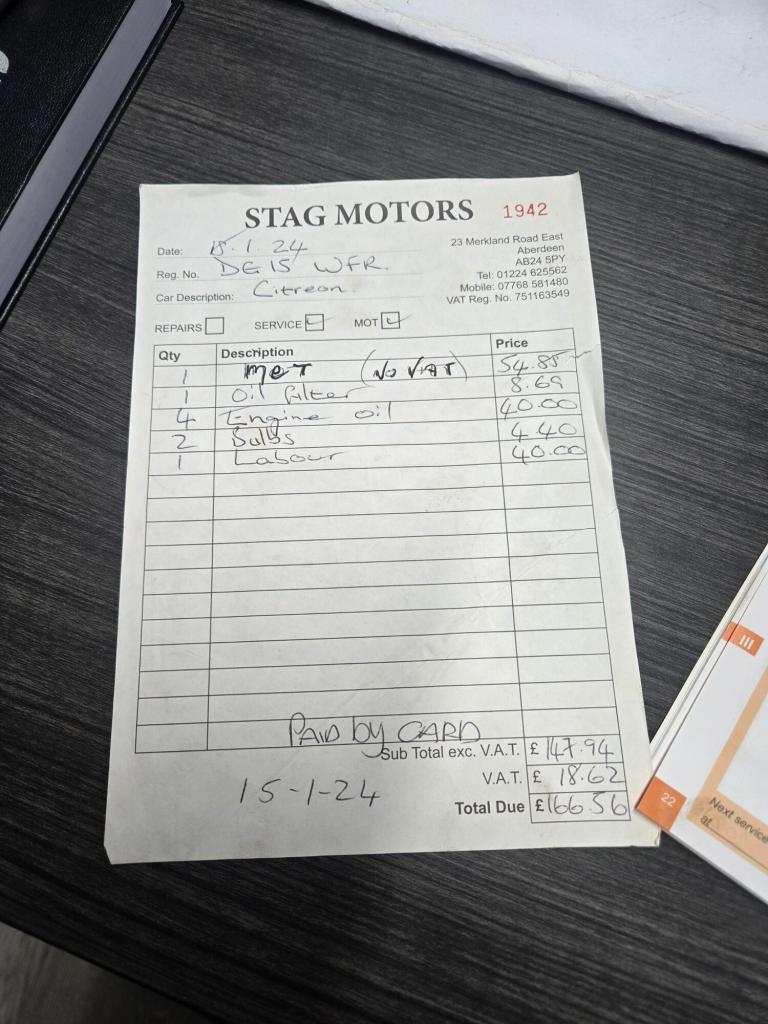 STAG MOTORS 1942
23 Merkland Road East
Aberdeen
AB24 5PY
Tel: 01224 625562
Mobile: 07768 581480
VAT Reg. No. 751163549
Date: 15.1.24
Reg. No. DE15 WFR.
Car Description: Citreon
REPAIRS SERVICE MOT
Qty Description Price
1 MOT (No VAT) 54.85
1 Oil Filter 8.69
4 Engine oil 40.00
2 Bulbs 4.40
1 Labour 40.00
PAID by CARD
Sub Total exc. V.A.T. £ 147.94
V.A.T. £ 18.62
15-1-24
Total Due £166.56
III
22
Next service
at